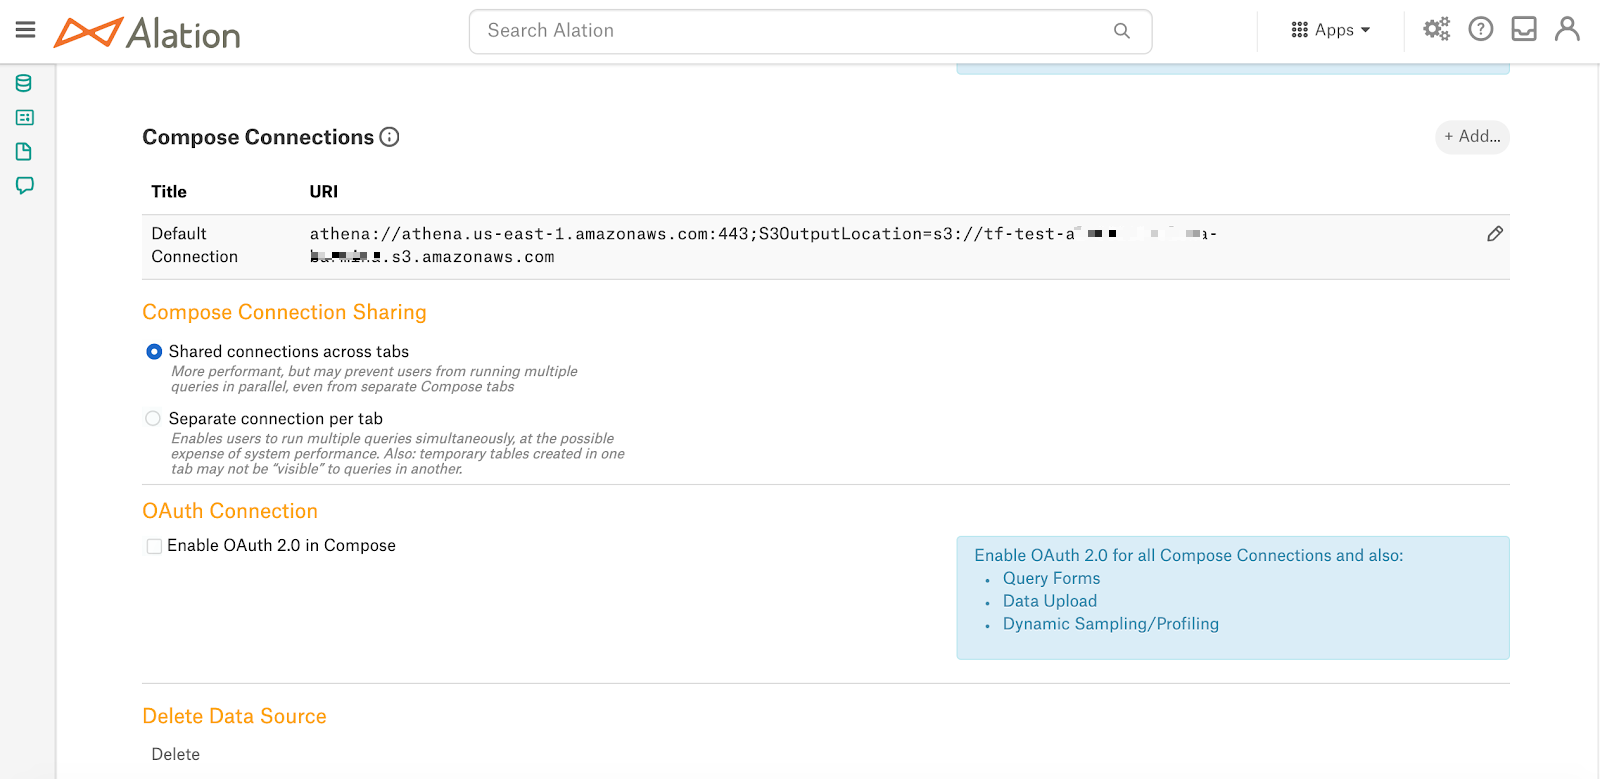 Alation
Search Alation
Apps
Compose Connections
+ Add...
Title URI
Default athena://athena.us-east-1.amazonaws.com:443;S3OutputLocation=s3://tf-test-a
Connection .s3.amazonaws.com
Compose Connection Sharing
Shared connections across tabs
More performant, but may prevent users from running multiple
queries in parallel, even from separate Compose tabs
Separate connection per tab
Enables users to run multiple queries simultaneously, at the possible
expense of system performance. Also: temporary tables created in one
tab may not be “visible” to queries in another.
OAuth Connection
Enable OAuth 2.0 in Compose
Enable OAuth 2.0 for all Compose Connections and also:
• Query Forms
• Data Upload
• Dynamic Sampling/Profiling
Delete Data Source
Delete